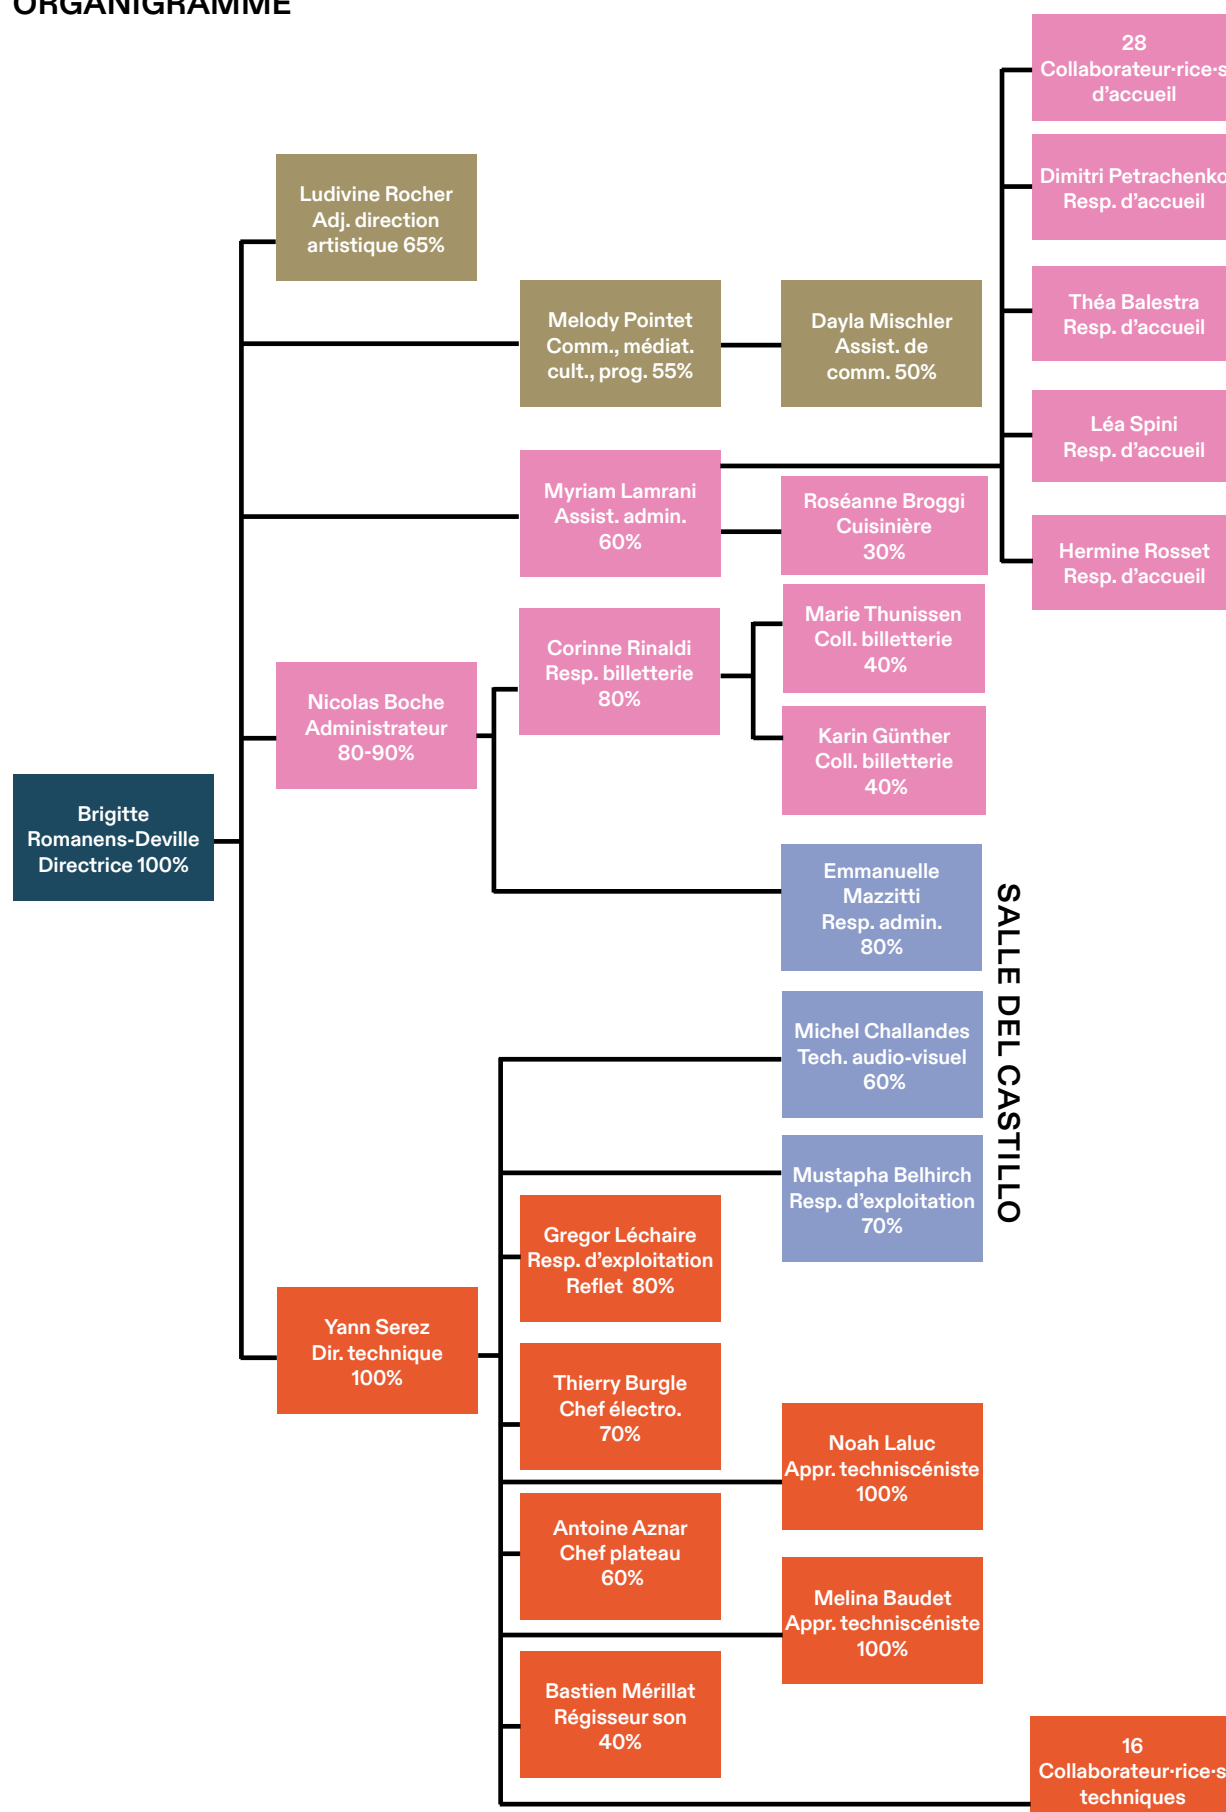 ORGANIGRAMME
28
Collaborateur·rice·s
d'accueil
Dimitri Petrachenko
Resp. d'accueil
Ludivine Rocher
Adj. direction
artistique 65%
Théa Balestra
Resp. d'accueil
Melody Pointet
Comm., médiat.
cult., prog. 55%
Dayla Mischler
Assist. de
comm. 50%
Léa Spini
Resp. d'accueil
Myriam Lamrani
Assist. admin.
60%
Roséanne Broggi
Cuisinière
30%
Hermine Rosset
Resp. d'accueil
Marie Thunissen
Coll. billetterie
40%
Corinne Rinaldi
Resp. billetterie
80%
Nicolas Boche
Administrateur
80-90%
Karin Günther
Coll. billetterie
40%
Brigitte
Romanens-Deville
Directrice 100%
Emmanuelle
Mazzitti
Resp. admin.
80%
SALLE DEL CASTILLO
Michel Challandes
Tech. audio-visuel
60%
Mustapha Belhirch
Resp. d'exploitation
70%
Gregor Léchaire
Resp. d'exploitation
Reflet 80%
Yann Serez
Dir. technique
100%
Thierry Burgle
Chef électro.
70%
Noah Laluc
Appr. techniscéniste
100%
Antoine Aznar
Chef plateau
60%
Melina Baudet
Appr. techniscéniste
100%
Bastien Mérillat
Régisseur son
40%
16
Collaborateur·rice·s
techniques